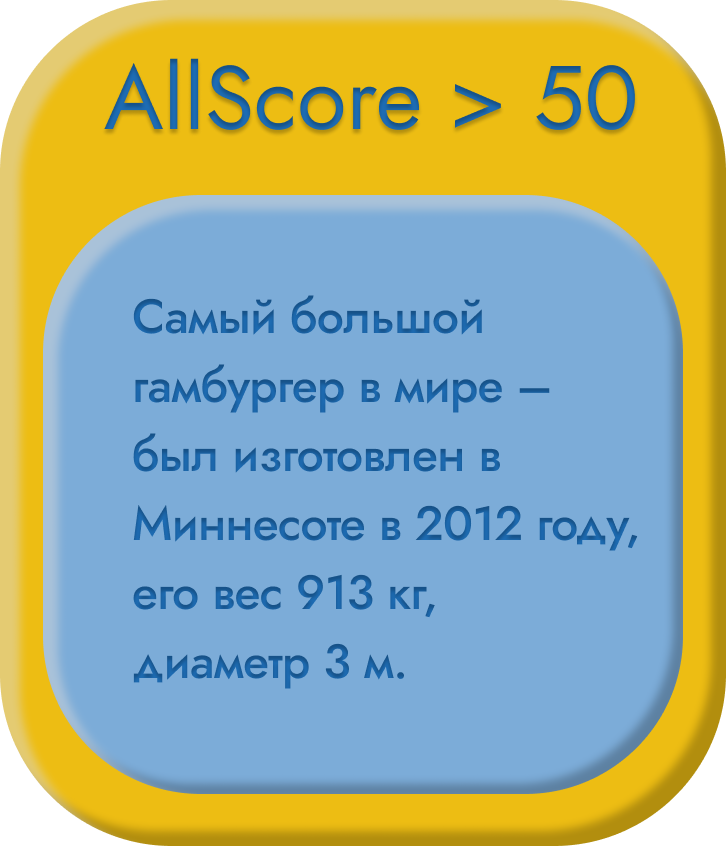 AllScore > 50
Самый большой
гамбургер в мире –
был изготовлен в
Миннесоте в 2012 году,
его вес 913 кг,
диаметр 3 м.